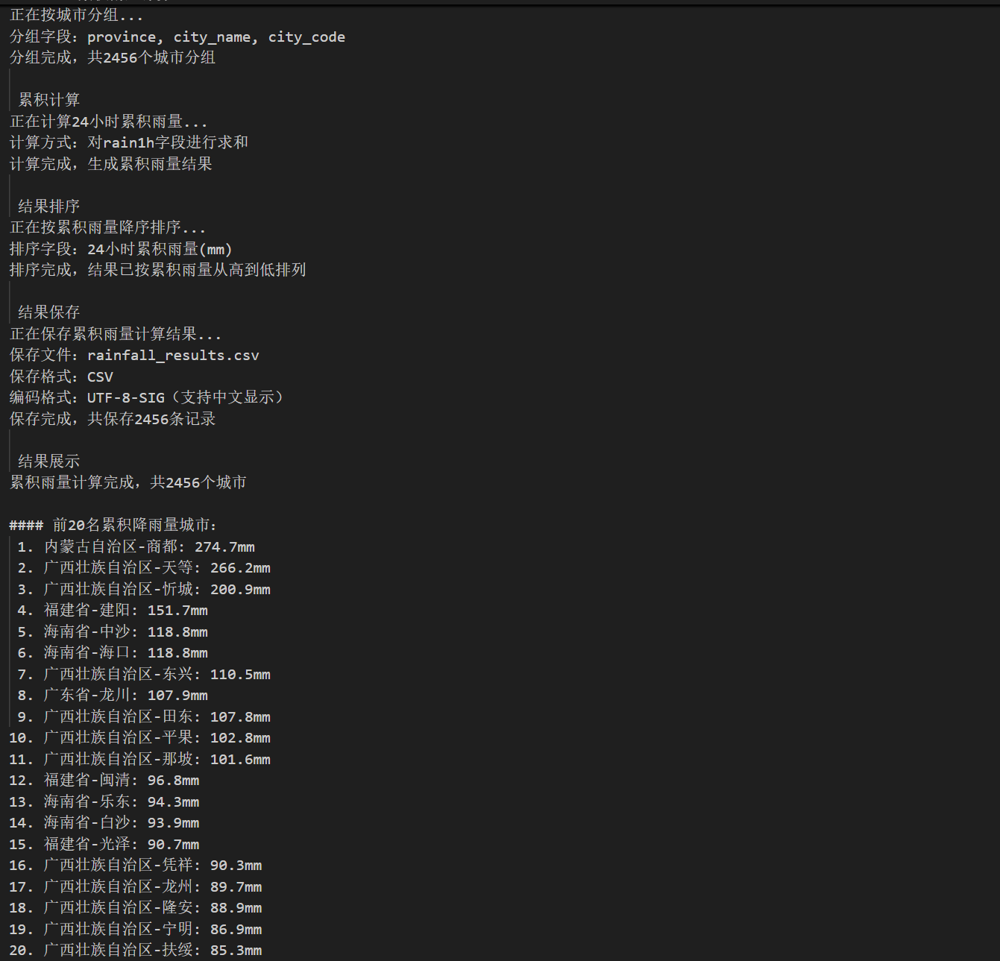 正在按城市分组...
分组字段：province, city_name, city_code
分组完成，共2456个城市分组
累积计算
正在计算24小时累积雨量...
计算方式：对rain1h字段进行求和
计算完成，生成累积雨量结果
结果排序
正在按累积雨量降序排序...
排序字段：24小时累积雨量(mm)
排序完成，结果已按累积雨量从高到低排列
结果保存
正在保存累积雨量计算结果...
保存文件：rainfall_results.csv
保存格式：CSV
编码格式：UTF-8-SIG（支持中文显示）
保存完成，共保存2456条记录
结果展示
累积雨量计算完成，共2456个城市
#### 前20名累积降雨量城市：
1. 内蒙古自治区-商都: 274.7mm
2. 广西壮族自治区-天等: 266.2mm
3. 广西壮族自治区-忻城: 200.9mm
4. 福建省-建阳: 151.7mm
5. 海南省-中沙: 118.8mm
6. 海南省-海口: 118.8mm
7. 广西壮族自治区-东兴: 110.5mm
8. 广东省-龙川: 107.9mm
9. 广西壮族自治区-田东: 107.8mm
10. 广西壮族自治区-平果: 102.8mm
11. 广西壮族自治区-那坡: 101.6mm
12. 福建省-闽清: 96.8mm
13. 海南省-乐东: 94.3mm
14. 海南省-白沙: 93.9mm
15. 福建省-光泽: 90.7mm
16. 广西壮族自治区-凭祥: 90.3mm
17. 广西壮族自治区-龙州: 89.7mm
18. 广西壮族自治区-隆安: 88.9mm
19. 广西壮族自治区-宁明: 86.9mm
20. 广西壮族自治区-扶绥: 85.3mm